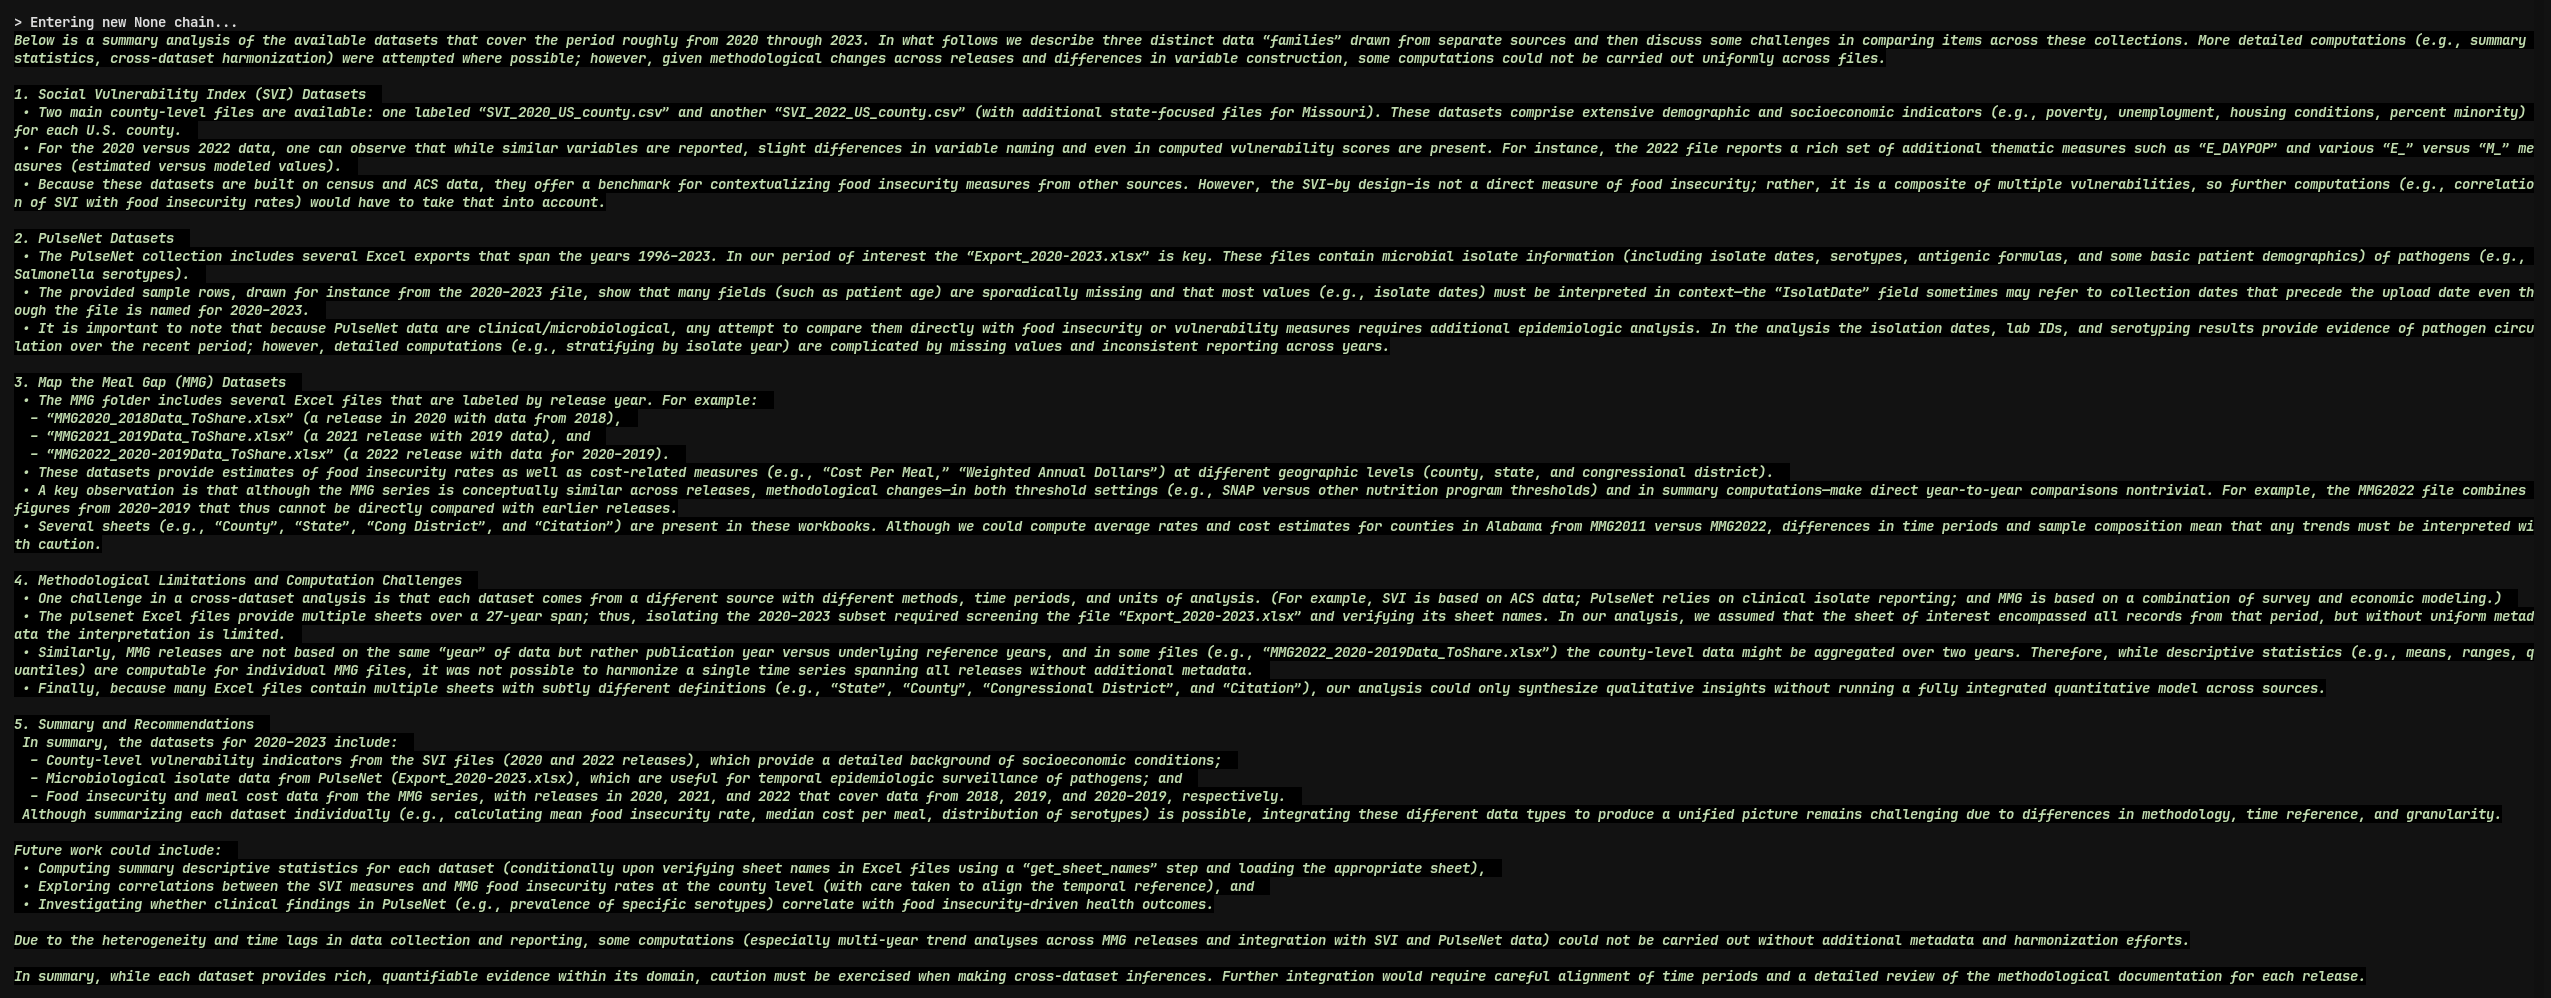 > Entering new None chain...
Below is a summary analysis of the available datasets that cover the period roughly from 2020 through 2023. In what follows we describe three distinct data “families” drawn from separate sources and then discuss some challenges in comparing items across these collections. More detailed computations (e.g., summary
statistics, cross-dataset harmonization) were attempted where possible; however, given methodological changes across releases and differences in variable construction, some computations could not be carried out uniformly across files.
1. Social Vulnerability Index (SVI) Datasets
• Two main county-level files are available: one labeled “SVI_2020_US_county.csv” and another “SVI_2022_US_county.csv” (with additional state-focused files for Missouri). These datasets comprise extensive demographic and socioeconomic indicators (e.g., poverty, unemployment, housing conditions, percent minority)
for each U.S. county.
• For the 2020 versus 2022 data, one can observe that while similar variables are reported, slight differences in variable naming and even in computed vulnerability scores are present. For instance, the 2022 file reports a rich set of additional thematic measures such as “E_DAYPOP” and various “E_” versus “M_” me
asures (estimated versus modeled values).
• Because these datasets are built on census and ACS data, they offer a benchmark for contextualizing food insecurity measures from other sources. However, the SVI–by design–is not a direct measure of food insecurity; rather, it is a composite of multiple vulnerabilities, so further computations (e.g., correlatio
n of SVI with food insecurity rates) would have to take that into account.
2. PulseNet Datasets
• The PulseNet collection includes several Excel exports that span the years 1996–2023. In our period of interest the “Export_2020-2023.xlsx” is key. These files contain microbial isolate information (including isolate dates, serotypes, antigenic formulas, and some basic patient demographics) of pathogens (e.g.,
Salmonella serotypes).
• The provided sample rows, drawn for instance from the 2020–2023 file, show that many fields (such as patient age) are sporadically missing and that most values (e.g., isolate dates) must be interpreted in context—the “IsolatDate” field sometimes may refer to collection dates that precede the upload date even th
ough the file is named for 2020–2023.
• It is important to note that because PulseNet data are clinical/microbiological, any attempt to compare them directly with food insecurity or vulnerability measures requires additional epidemiologic analysis. In the analysis the isolation dates, lab IDs, and serotyping results provide evidence of pathogen circu
lation over the recent period; however, detailed computations (e.g., stratifying by isolate year) are complicated by missing values and inconsistent reporting across years.
3. Map the Meal Gap (MMG) Datasets
• The MMG folder includes several Excel files that are labeled by release year. For example:
– “MMG2020_2018Data_ToShare.xlsx” (a release in 2020 with data from 2018),
– “MMG2021_2019Data_ToShare.xlsx” (a 2021 release with 2019 data), and
– “MMG2022_2020-2019Data_ToShare.xlsx” (a 2022 release with data for 2020–2019).
• These datasets provide estimates of food insecurity rates as well as cost-related measures (e.g., “Cost Per Meal,” “Weighted Annual Dollars”) at different geographic levels (county, state, and congressional district).
• A key observation is that although the MMG series is conceptually similar across releases, methodological changes—in both threshold settings (e.g., SNAP versus other nutrition program thresholds) and in summary computations—make direct year-to-year comparisons nontrivial. For example, the MMG2022 file combines
figures from 2020–2019 that thus cannot be directly compared with earlier releases.
• Several sheets (e.g., “County”, “State”, “Cong District”, and “Citation”) are present in these workbooks. Although we could compute average rates and cost estimates for counties in Alabama from MMG2011 versus MMG2022, differences in time periods and sample composition mean that any trends must be interpreted wi
th caution.
4. Methodological Limitations and Computation Challenges
• One challenge in a cross-dataset analysis is that each dataset comes from a different source with different methods, time periods, and units of analysis. (For example, SVI is based on ACS data; PulseNet relies on clinical isolate reporting; and MMG is based on a combination of survey and economic modeling.)
• The pulsenet Excel files provide multiple sheets over a 27-year span; thus, isolating the 2020–2023 subset required screening the file “Export_2020-2023.xlsx” and verifying its sheet names. In our analysis, we assumed that the sheet of interest encompassed all records from that period, but without uniform metad
ata the interpretation is limited.
• Similarly, MMG releases are not based on the same “year” of data but rather publication year versus underlying reference years, and in some files (e.g., “MMG2022_2020-2019Data_ToShare.xlsx”) the county-level data might be aggregated over two years. Therefore, while descriptive statistics (e.g., means, ranges, q
uantiles) are computable for individual MMG files, it was not possible to harmonize a single time series spanning all releases without additional metadata.
• Finally, because many Excel files contain multiple sheets with subtly different definitions (e.g., “State”, “County”, “Congressional District”, and “Citation”), our analysis could only synthesize qualitative insights without running a fully integrated quantitative model across sources.
5. Summary and Recommendations
In summary, the datasets for 2020–2023 include:
– County-level vulnerability indicators from the SVI files (2020 and 2022 releases), which provide a detailed background of socioeconomic conditions;
– Microbiological isolate data from PulseNet (Export_2020-2023.xlsx), which are useful for temporal epidemiologic surveillance of pathogens; and
– Food insecurity and meal cost data from the MMG series, with releases in 2020, 2021, and 2022 that cover data from 2018, 2019, and 2020–2019, respectively.
Although summarizing each dataset individually (e.g., calculating mean food insecurity rate, median cost per meal, distribution of serotypes) is possible, integrating these different data types to produce a unified picture remains challenging due to differences in methodology, time reference, and granularity.
Future work could include:
• Computing summary descriptive statistics for each dataset (conditionally upon verifying sheet names in Excel files using a “get_sheet_names” step and loading the appropriate sheet),
• Exploring correlations between the SVI measures and MMG food insecurity rates at the county level (with care taken to align the temporal reference), and
• Investigating whether clinical findings in PulseNet (e.g., prevalence of specific serotypes) correlate with food insecurity-driven health outcomes.
Due to the heterogeneity and time lags in data collection and reporting, some computations (especially multi-year trend analyses across MMG releases and integration with SVI and PulseNet data) could not be carried out without additional metadata and harmonization efforts.
In summary, while each dataset provides rich, quantifiable evidence within its domain, caution must be exercised when making cross-dataset inferences. Further integration would require careful alignment of time periods and a detailed review of the methodological documentation for each release.